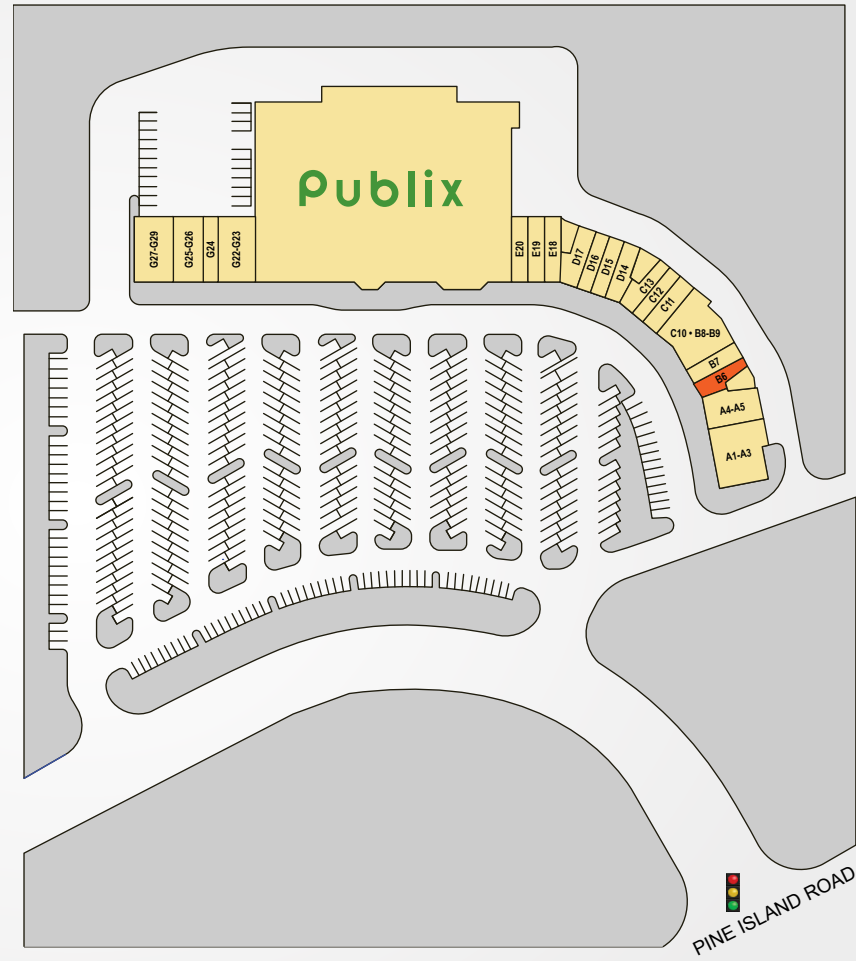 Publix
G27-G29
G25-G26
G24
G22-G23
E20
E19
E18
D17
D16
D15
D14
C13
C12
C11
C10 • B8-B9
B7
B6
A4-A5
A1-A3
PINE ISLAND ROAD